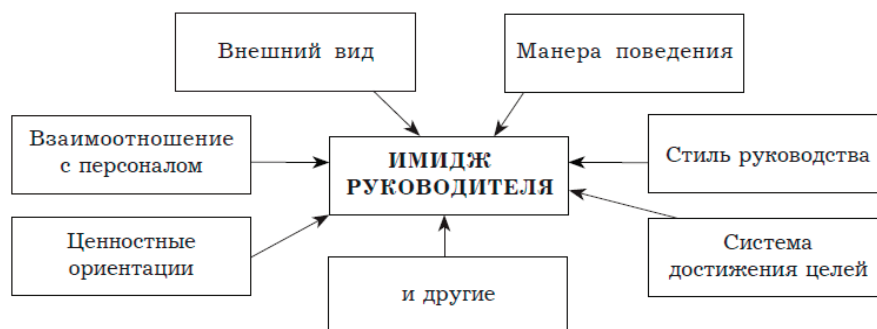 Внешний вид
Манера поведения
Взаимоотношение
с персоналом
ИМИДЖ
РУКОВОДИТЕЛЯ
Стиль руководства
Ценностные
ориентации
Система
достижения целей
и другие